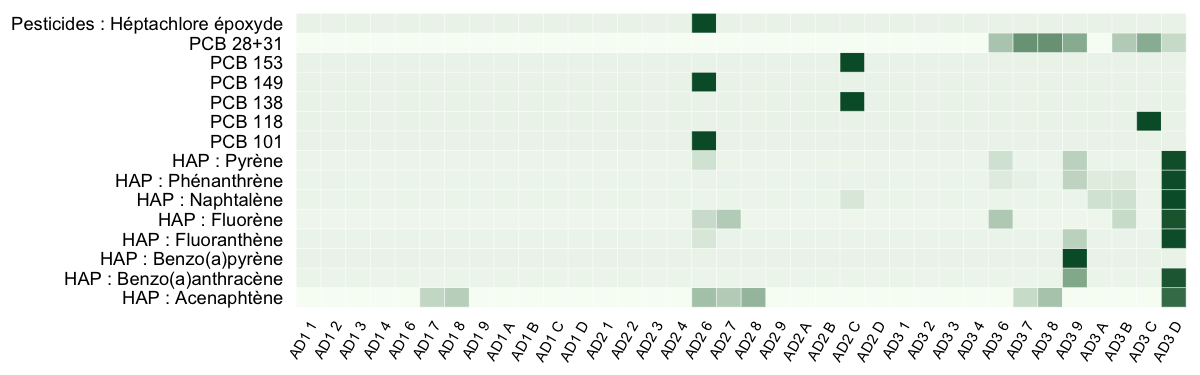 Pesticides : Héptachlore époxyde
PCB 28+31
PCB 153
PCB 149
PCB 138
PCB 118
PCB 101
HAP : Pyrène
HAP : Phénanthrène
HAP : Naphtalène
HAP : Fluorène
HAP : Fluoranthène
HAP : Benzo(a)pyrène
HAP : Benzo(a)anthracène
HAP : Acenaphtène
AD1 1
AD1 2
AD1 3
AD1 4
AD1 6
AD1 7
AD1 8
AD1 9
AD1 A
AD1 B
AD1 C
AD1 D
AD2 1
AD2 2
AD2 3
AD2 4
AD2 6
AD2 7
AD2 8
AD2 9
AD2 A
AD2 B
AD2 C
AD2 D
AD3 1
AD3 2
AD3 3
AD3 4
AD3 6
AD3 7
AD3 8
AD3 9
AD3 A
AD3 B
AD3 C
AD3 D